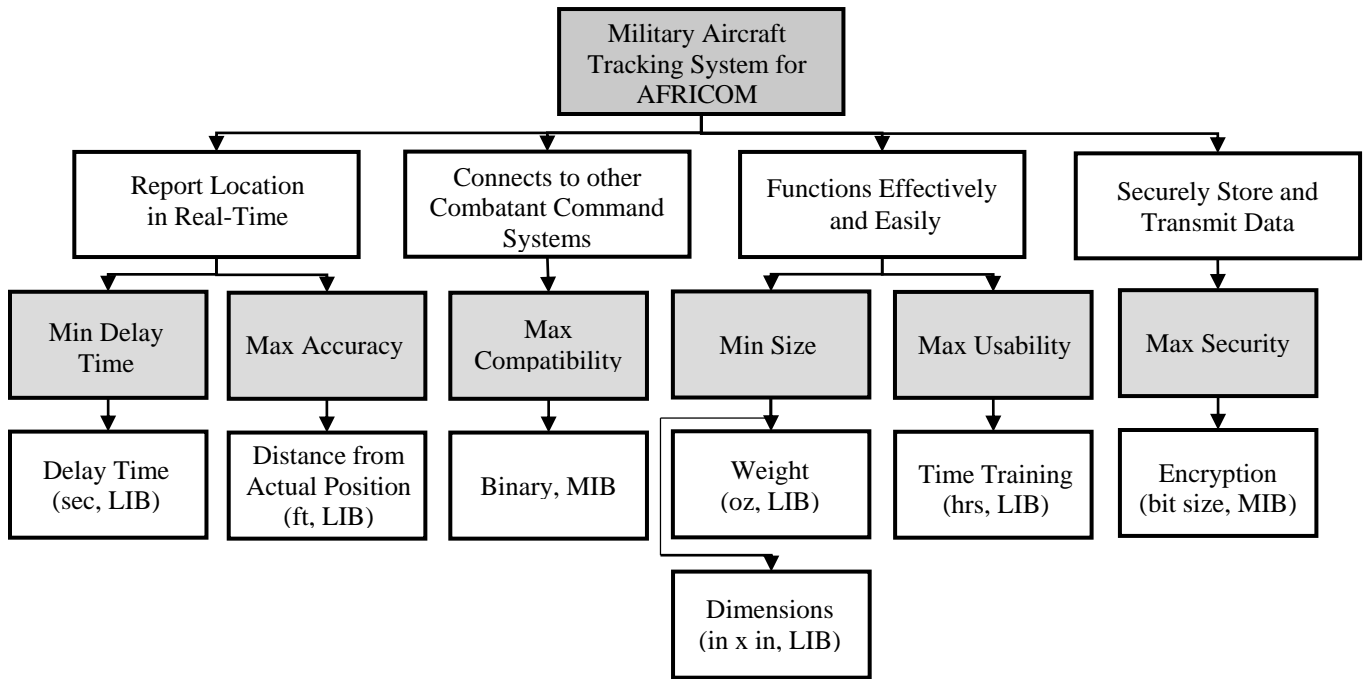 Military Aircraft
Tracking System for
AFRICOM
Report Location
in Real-Time
Connects to other
Combatant Command
Systems
Functions Effectively
and Easily
Securely Store and
Transmit Data
Min Delay
Time
Max Accuracy
Max
Compatibility
Min Size
Max Usability
Max Security
Delay Time
(sec, LIB)
Distance from
Actual Position
(ft, LIB)
Binary, MIB
Weight
(oz, LIB)
Time Training
(hrs, LIB)
Encryption
(bit size, MIB)
Dimensions
(in x in, LIB)